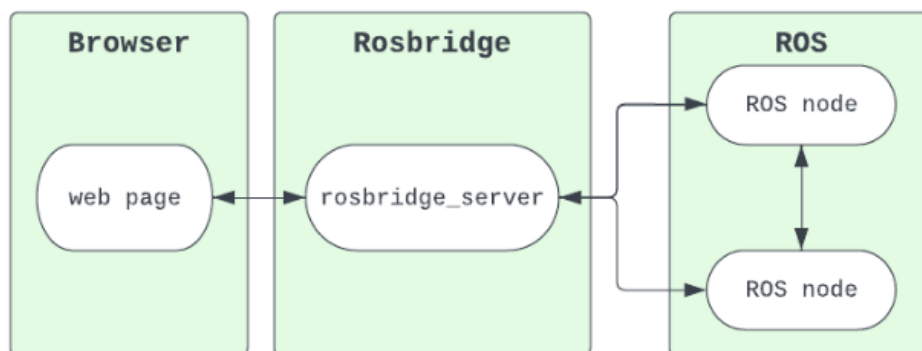 Browser
Rosbridge
ROS
ROS node
web page
rosbridge_server
ROS node